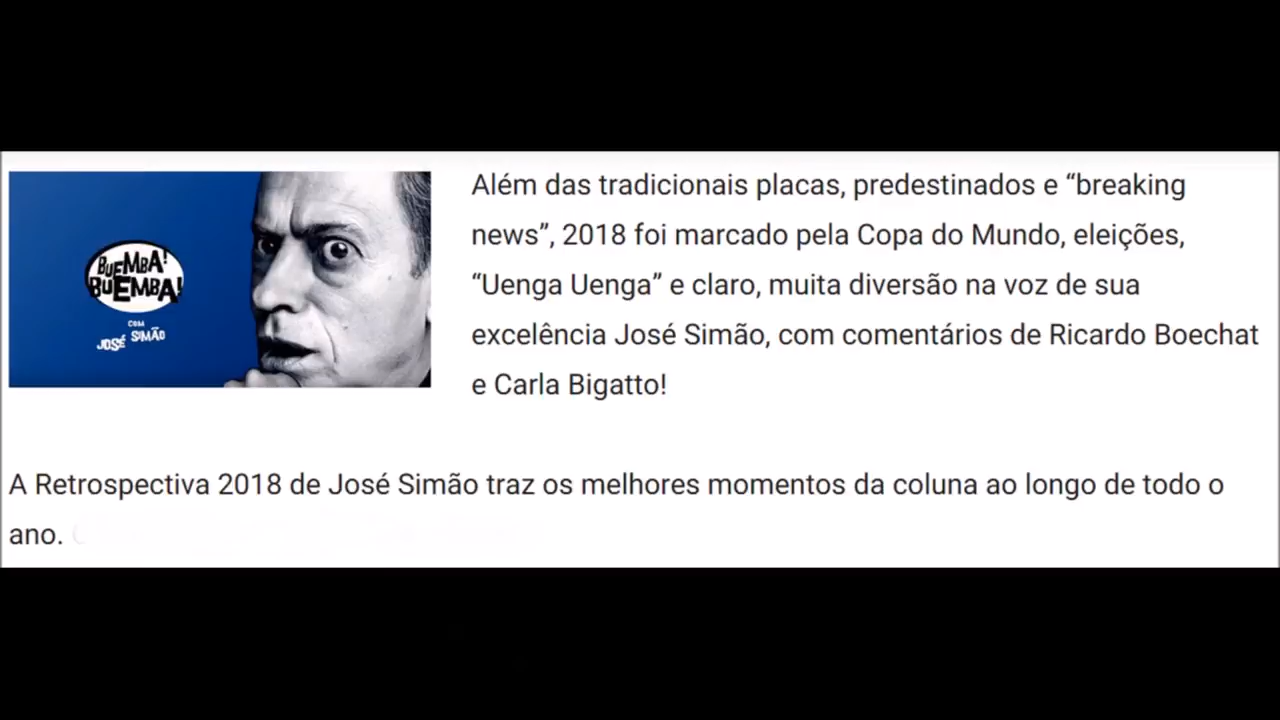 BUEMBA!
BUEMBA!
COM
JOSÉ SIMÃO
Além das tradicionais placas, predestinados e “breaking
news”, 2018 foi marcado pela Copa do Mundo, eleições,
“Uenga Uenga” e claro, muita diversão na voz de sua
excelência José Simão, com comentários de Ricardo Boechat
e Carla Bigatto!
A Retrospectiva 2018 de José Simão traz os melhores momentos da coluna ao longo de todo o
ano.